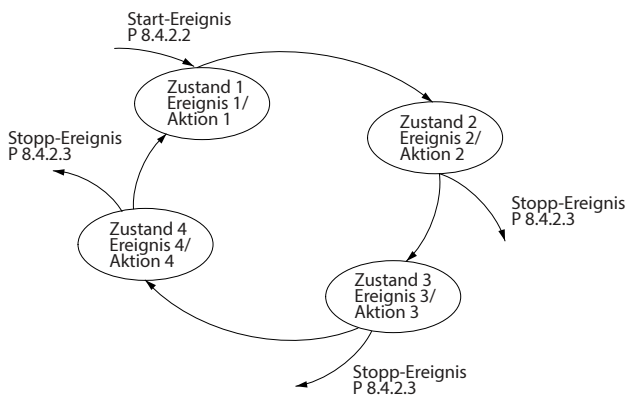 Start-Ereignis
P 8.4.2.2
Zustand 1
Ereignis 1/
Aktion 1
Zustand 2
Ereignis 2/
Aktion 2
Stopp-Ereignis
P 8.4.2.3
Stopp-Ereignis
P 8.4.2.3
Zustand 4
Ereignis 4/
Aktion 4
Zustand 3
Ereignis 3/
Aktion 3
Stopp-Ereignis
P 8.4.2.3